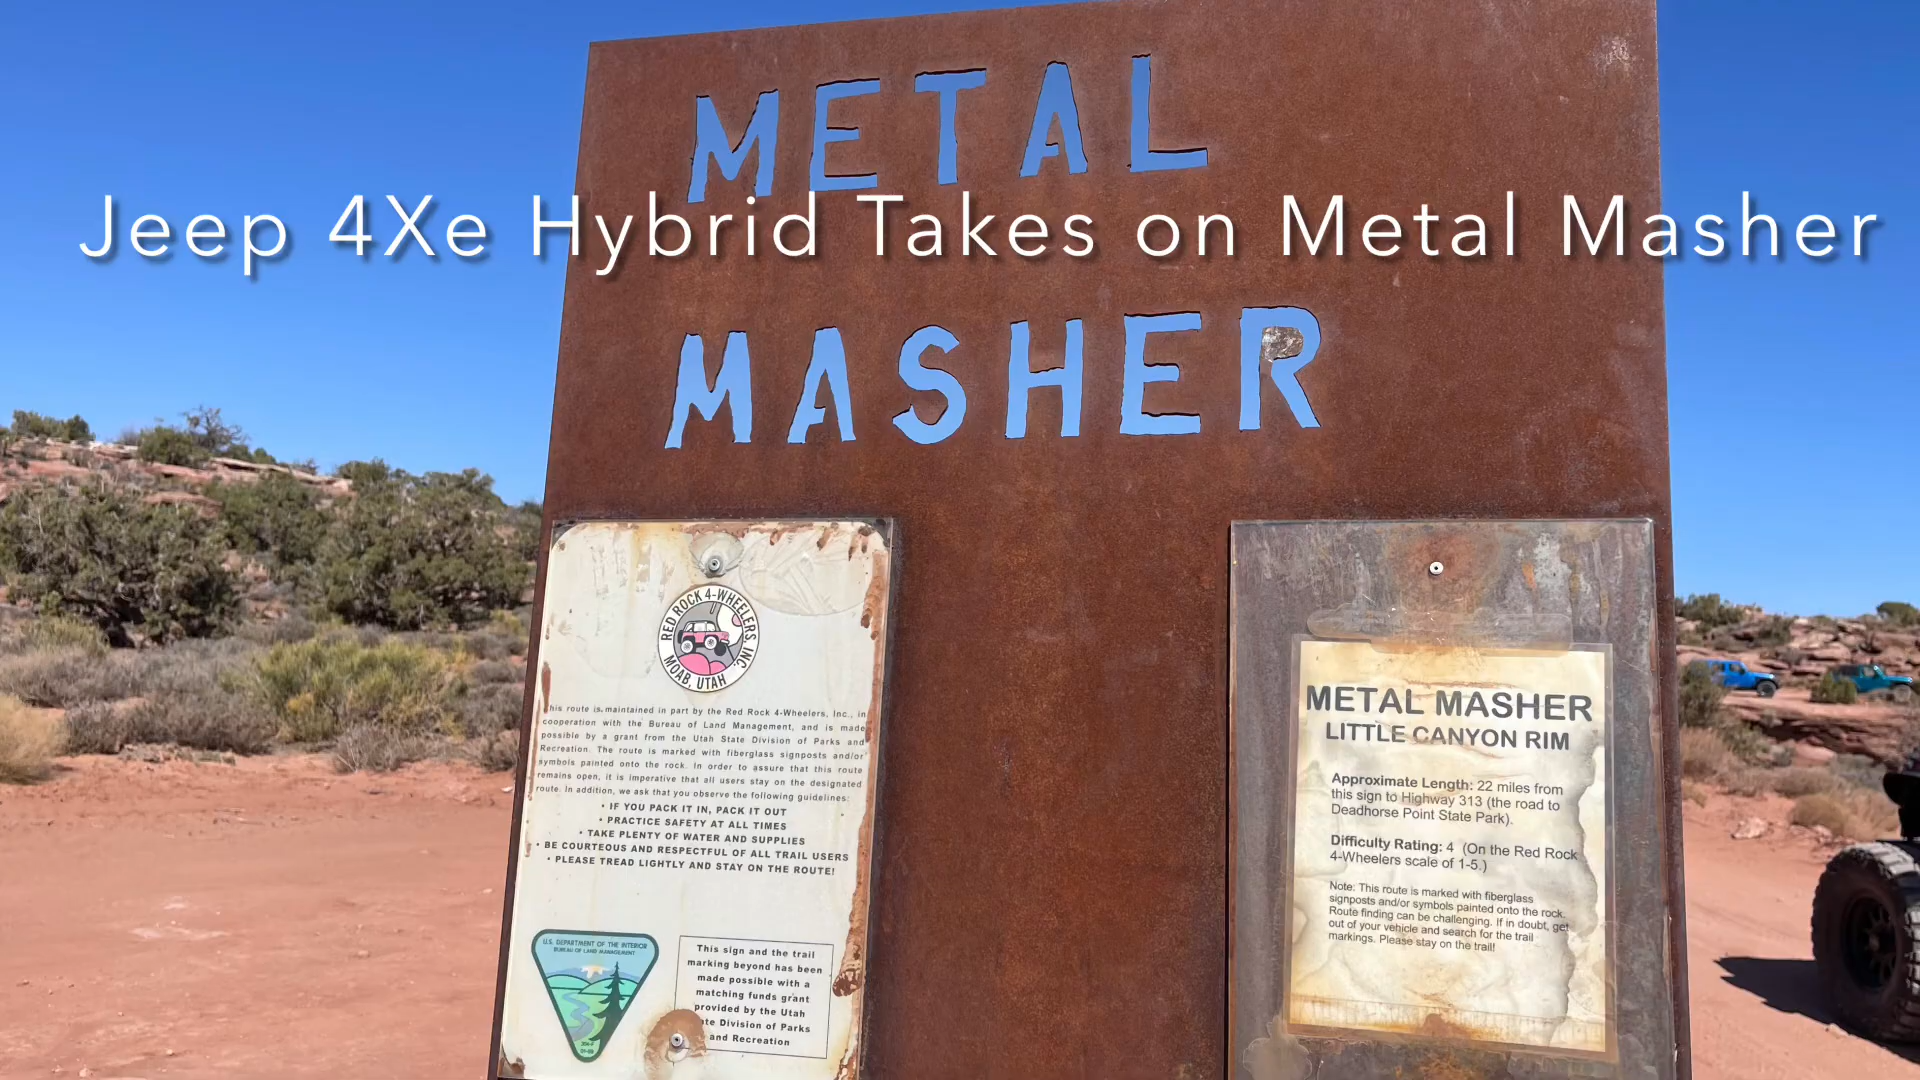 METAL
Jeep 4Xe Hybrid Takes on Metal Masher
MASHER
RED ROCK 4-WHEELERS, INC.
MOAB, UTAH
his route is maintained in part by the Red Rock 4-Wheelers, Inc., in
cooperation with the Bureau of Land Management, and is made
possible by a grant from the Utah State Division of Parks and
Recreation. The route is marked with fiberglass signposts and/or
symbols painted onto the rock. In order to assure that this route
remains open, it is imperative that all users stay on the designated
route. In addition, we ask that you observe the following guidelines:
• IF YOU PACK IT IN, PACK IT OUT
• PRACTICE SAFETY AT ALL TIMES
• TAKE PLENTY OF WATER AND SUPPLIES
• BE COURTEOUS AND RESPECTFUL OF ALL TRAIL USERS
• PLEASE TREAD LIGHTLY AND STAY ON THE ROUTE!
U.S. DEPARTMENT OF THE INTERIOR
BUREAU OF LAND MANAGEMENT
This sign and the trail
marking beyond has been
made possible with a
matching funds grant
provided by the Utah
te Division of Parks
and Recreation
METAL MASHER
LITTLE CANYON RIM
Approximate Length: 22 miles from
this sign to Highway 313 (the road to
Deadhorse Point State Park).
Difficulty Rating: 4 (On the Red Rock
4-Wheelers scale of 1-5.)
Note: This route is marked with fiberglass
signposts and/or symbols painted onto the rock.
Route finding can be challenging. If in doubt, get
out of your vehicle and search for the trail
markings. Please stay on the trail!